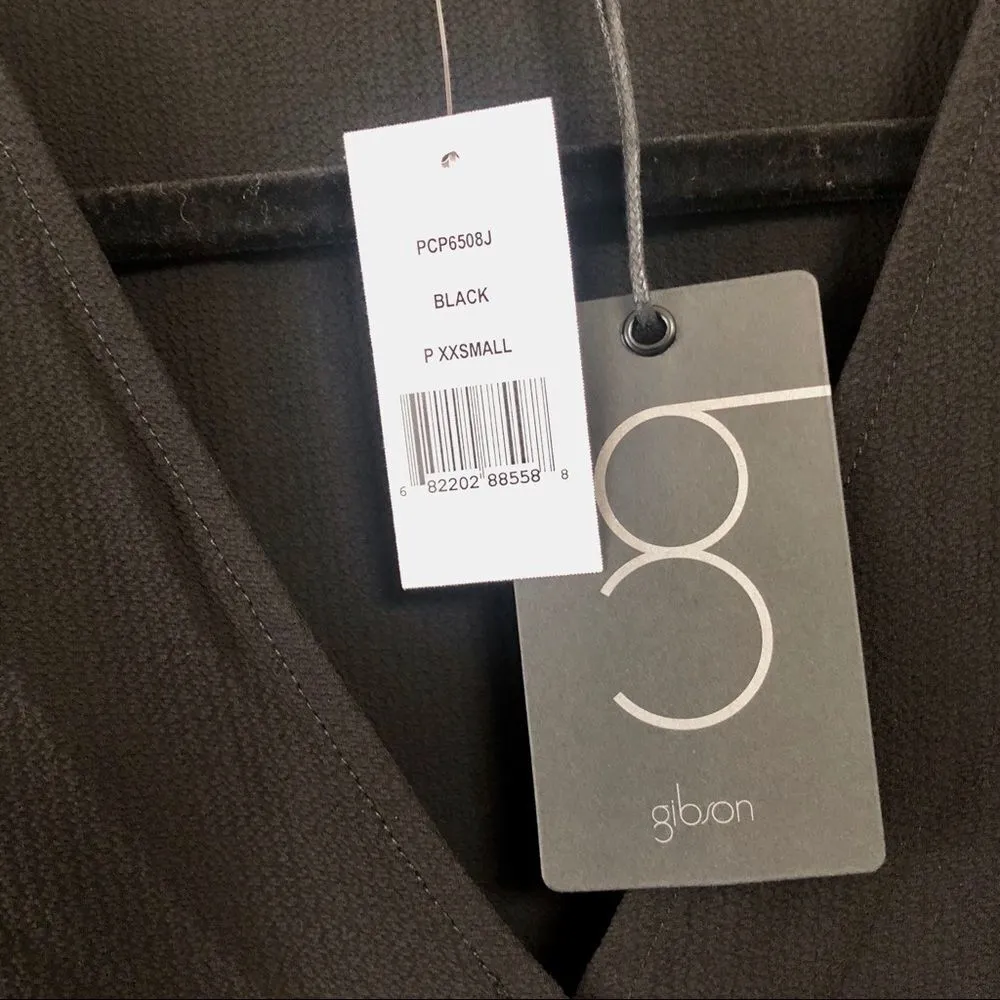 PCP6508J
BLACK
P XXSMALL
6 82202 88558 8
g
gibson